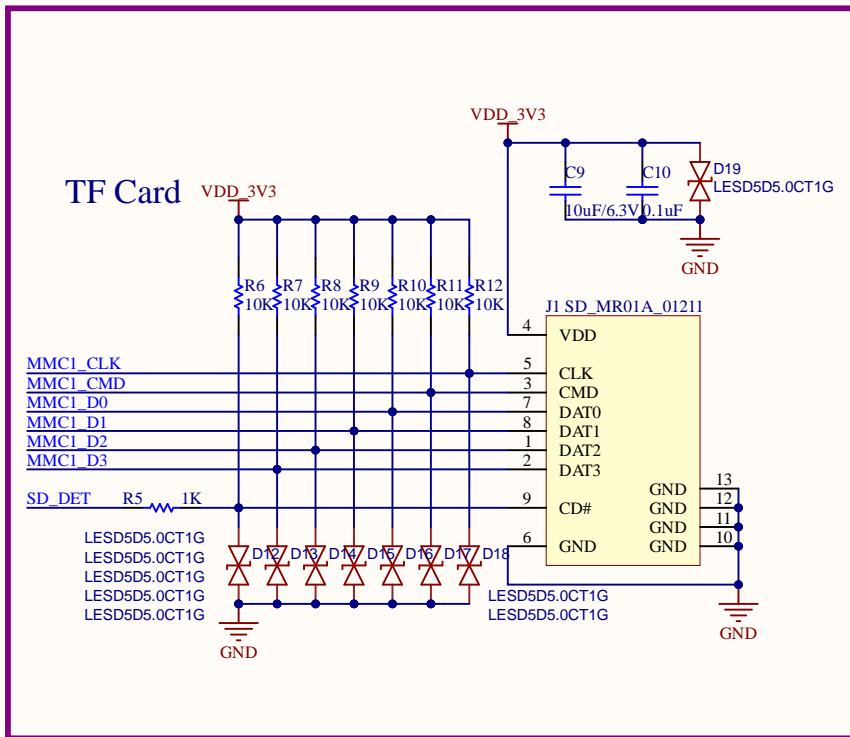 VDD_3V3
TF Card
VDD_3V3
C9
C10
D19
LESD5D5.0CT1G
10uF/6.3V
0.1uF
GND
R6
10K
R7
10K
R8
10K
R9
10K
R10
10K
R11
10K
R12
10K
J1 SD_MR01A_01211
4 VDD
MMC1_CLK
5 CLK
MMC1_CMD
3 CMD
MMC1_D0
7 DAT0
MMC1_D1
8 DAT1
MMC1_D2
1 DAT2
MMC1_D3
2 DAT3
GND 13
SD_DET R5 1K
9 CD#
GND 12
GND 11
6 GND
GND 10
LESD5D5.0CT1G
LESD5D5.0CT1G
LESD5D5.0CT1G
LESD5D5.0CT1G
LESD5D5.0CT1G
D12 D13 D14 D15 D16 D17 D18
LESD5D5.0CT1G
LESD5D5.0CT1G
GND
GND